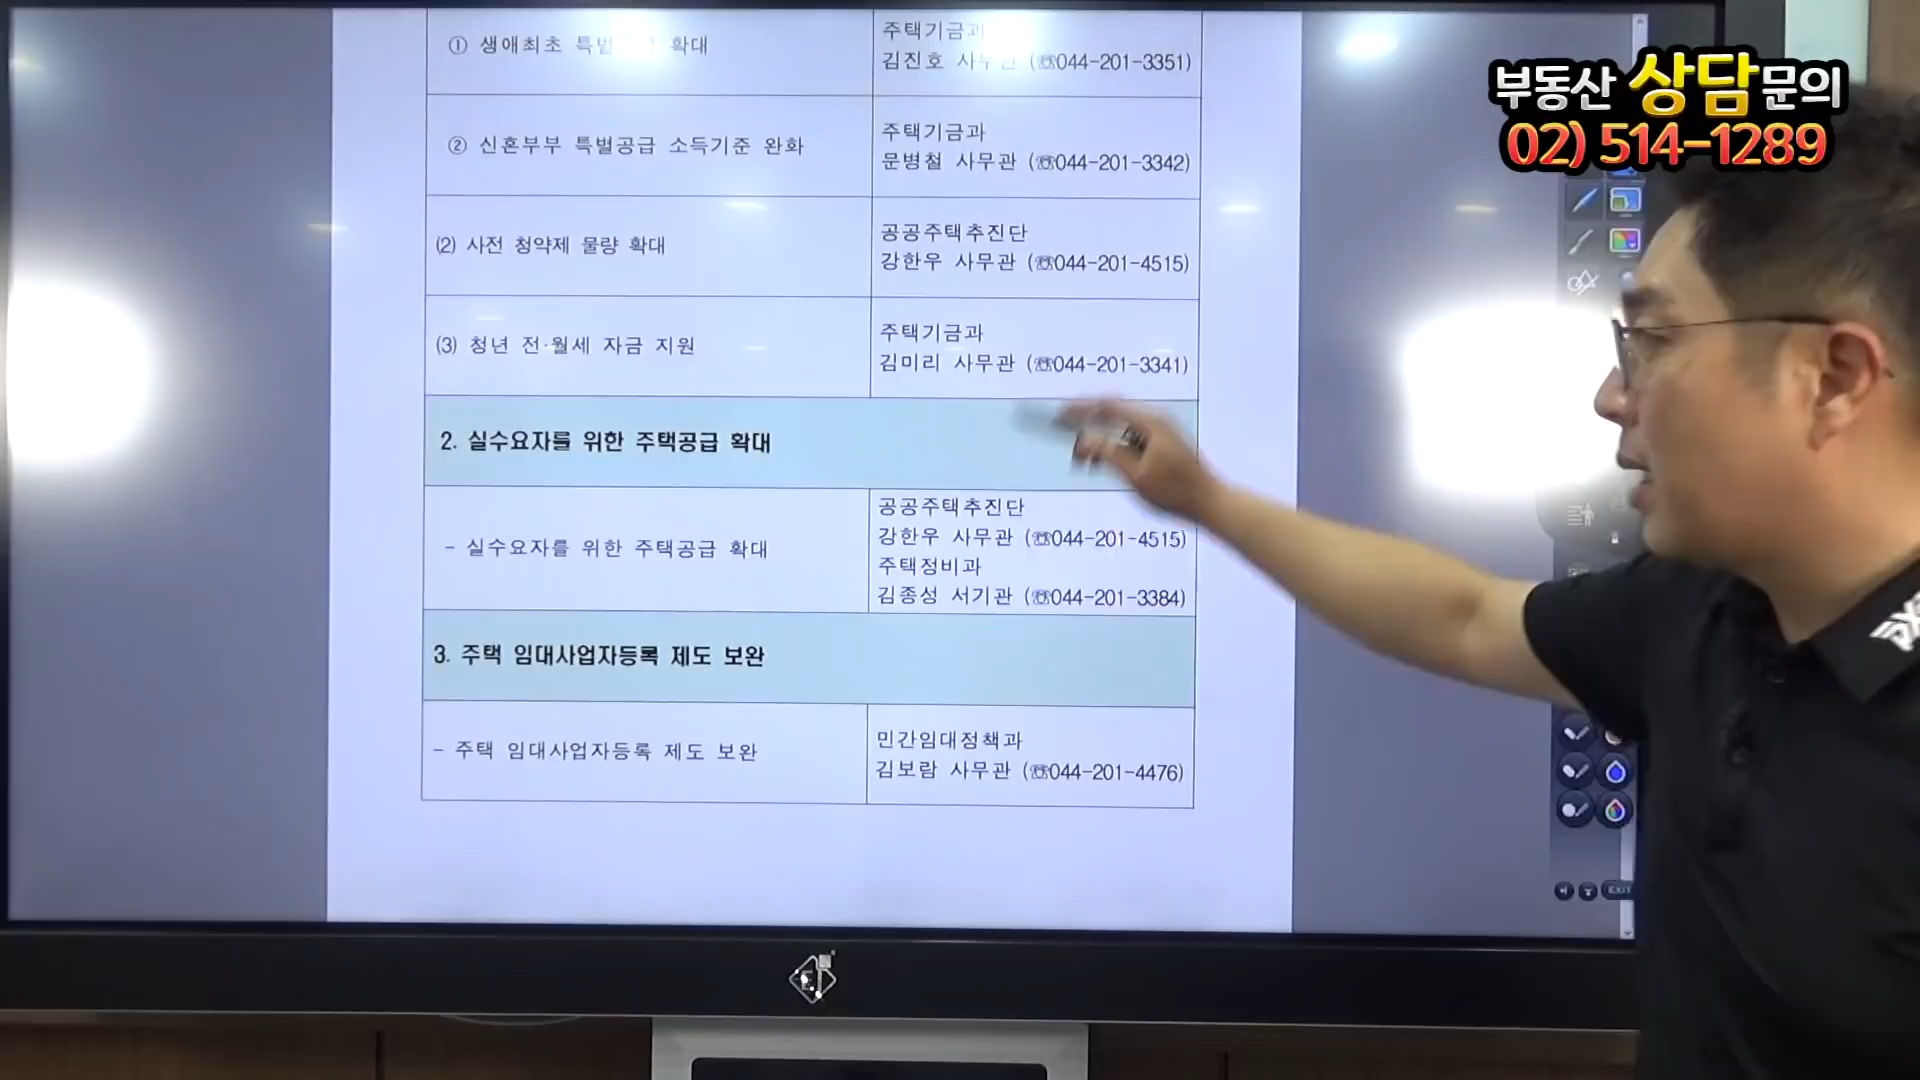 부동산 상담문의
02) 514-1289
① 생애최초 특별 확대
주택기금과
김진호 (☏044-201-3351)
② 신혼부부 특별공급 소득기준 완화
주택기금과
문병철 사무관 (☏044-201-3342)
(2) 사전 청약제 물량 확대
공공주택추진단
강한우 사무관 (☏044-201-4515)
(3) 청년 전·월세 자금 지원
주택기금과
김미리 사무관 (☏044-201-3341)
2. 실수요자를 위한 주택공급 확대
- 실수요자를 위한 주택공급 확대
공공주택추진단
강한우 사무관 (☏044-201-4515)
주택정비과
김종성 서기관 (☏044-201-3384)
3. 주택 임대사업자등록 제도 보완
- 주택 임대사업자등록 제도 보완
민간임대정책과
김보람 사무관 (☏044-201-4476)
EXIT